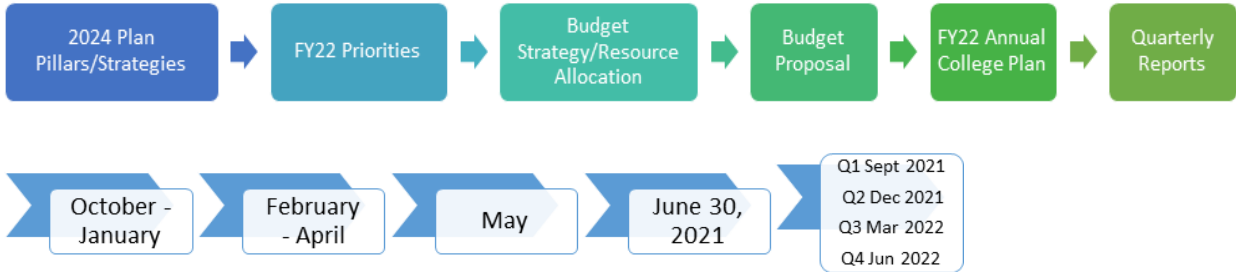 2024 Plan
Pillars/Strategies
FY22 Priorities
Budget
Strategy/Resource
Allocation
Budget
Proposal
FY22 Annual
College Plan
Quarterly
Reports
October -
January
February
- April
May
June 30,
2021
Q1 Sept 2021
Q2 Dec 2021
Q3 Mar 2022
Q4 Jun 2022